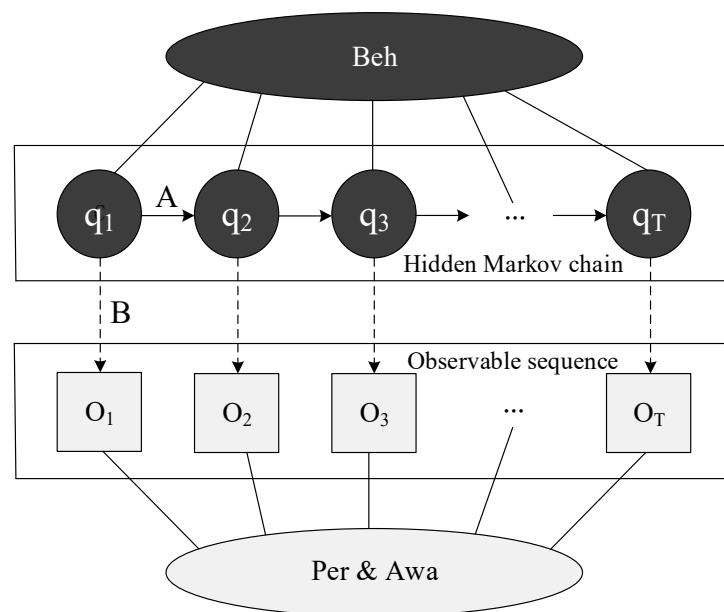 Beh
A
q1 q2 q3 ... qT
Hidden Markov chain
B
Observable sequence
O1 O2 O3 ... OT
Per & Awa